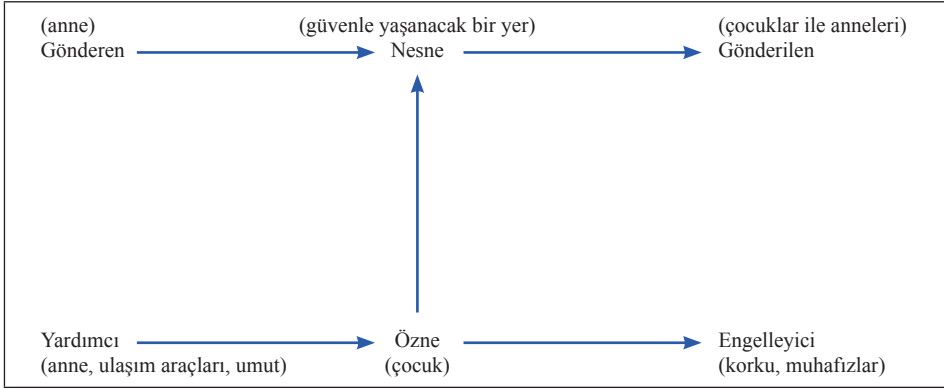 (anne) (güvenle yaşanacak bir yer) (çocuklar ile anneleri)
Gönderen Nesne Gönderilen
Yardımcı Özne Engelleyici
(anne, ulaşım araçları, umut) (çocuk) (korku, muhafızlar)